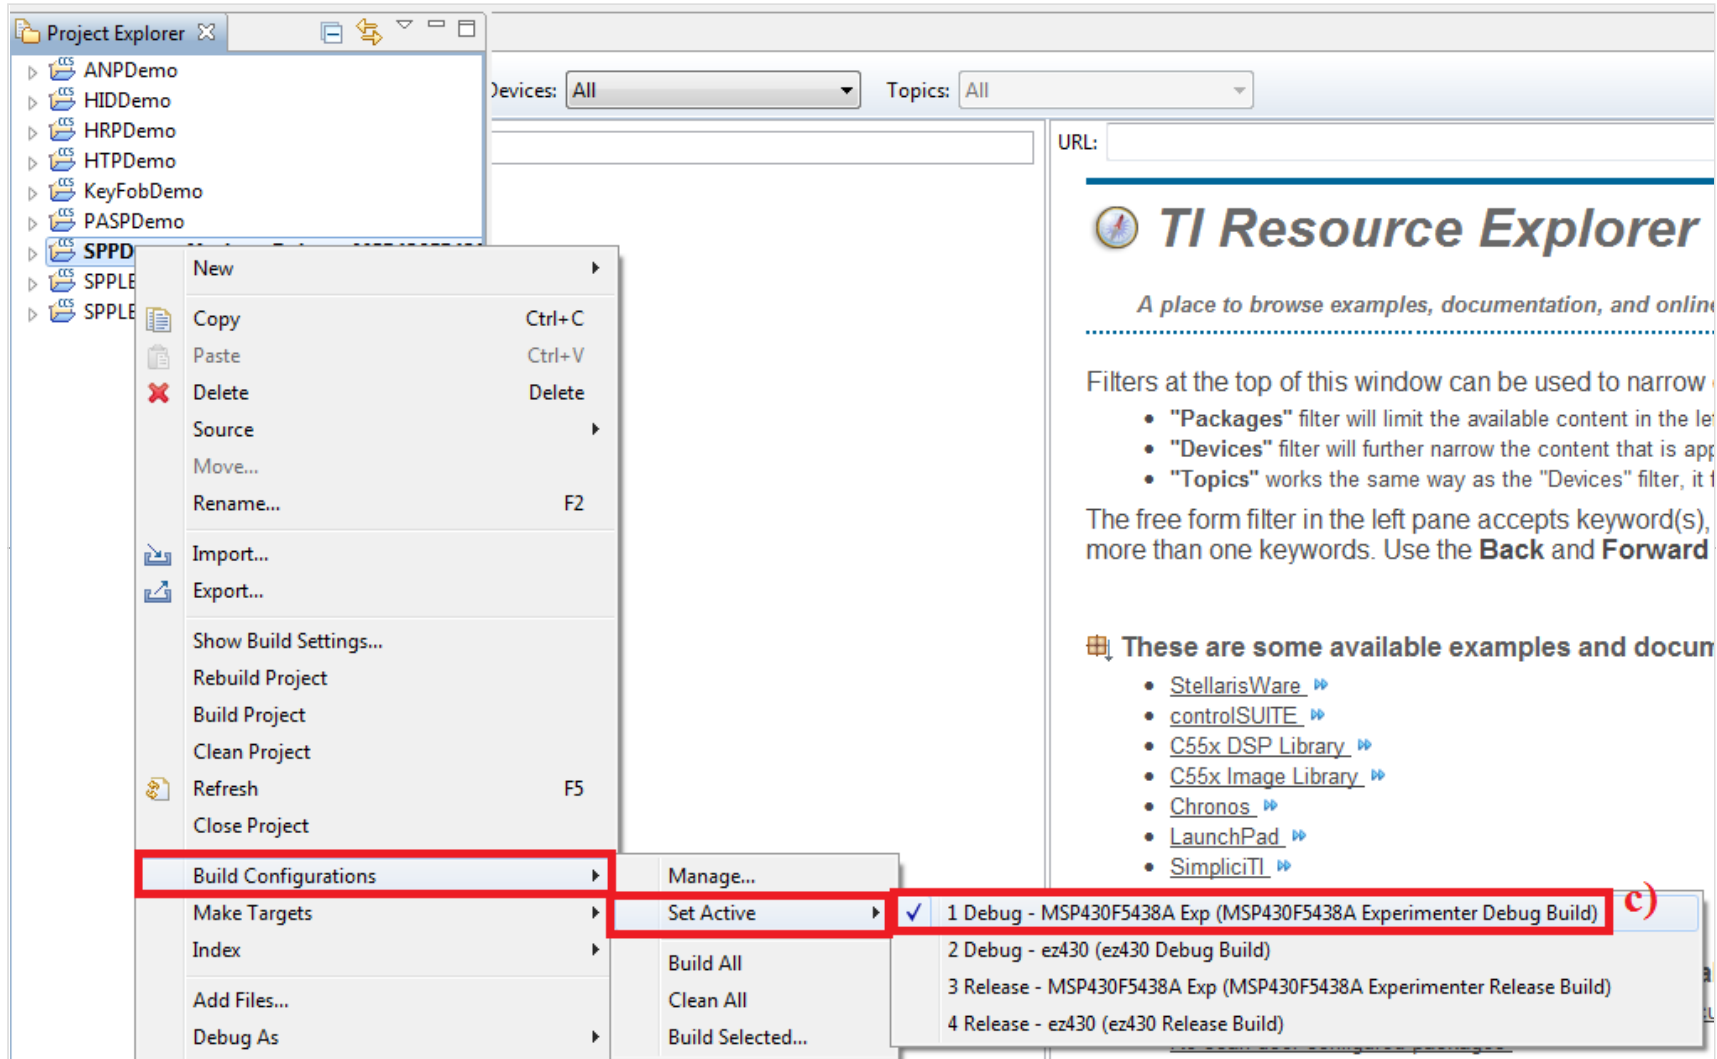 Project Explorer
ANPDemo
HIDDemo
HRPDemo
HTPDemo
KeyFobDemo
PASPDemo
SPPD
SPPLE
SPPLE
Devices: All
Topics: All
URL:
TI Resource Explorer
A place to browse examples, documentation, and online
Filters at the top of this window can be used to narrow
"Packages" filter will limit the available content in the
"Devices" filter will further narrow the content that is
"Topics" works the same way as the "Devices" filter, it
The free form filter in the left pane accepts keyword(s),
more than one keywords. Use the Back and Forward
These are some available examples and
StellarisWare
controlSUITE
C55x DSP Library
C55x Image Library
Chronos
LaunchPad
SimpliciTI
New
Copy Ctrl+C
Paste Ctrl+V
Delete Delete
Source
Move...
Rename... F2
Import...
Export...
Show Build Settings...
Rebuild Project
Build Project
Clean Project
Refresh F5
Close Project
Build Configurations
Make Targets
Index
Add Files...
Debug As
Manage...
Set Active
Build All
Clean All
Build Selected...
1 Debug - MSP430F5438A Exp (MSP430F5438A Experimenter Debug Build)
c)
2 Debug - ez430 (ez430 Debug Build)
3 Release - MSP430F5438A Exp (MSP430F5438A Experimenter Release Build)
4 Release - ez430 (ez430 Release Build)